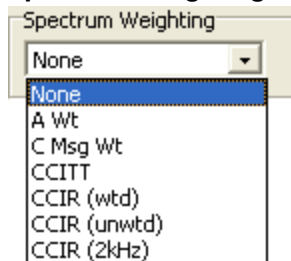 Spectrum Weighting
None
None
A Wt
C Msg Wt
CCITT
CCIR (wtd)
CCIR (unwtd)
CCIR (2kHz)